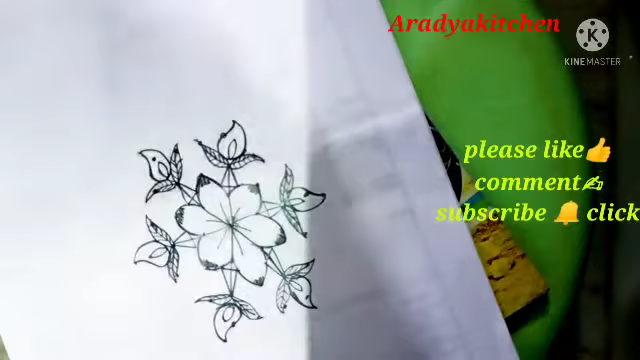 Aradyakitchen
KINEMASTER
please like👍
comment✍
subscribe 🔔 click